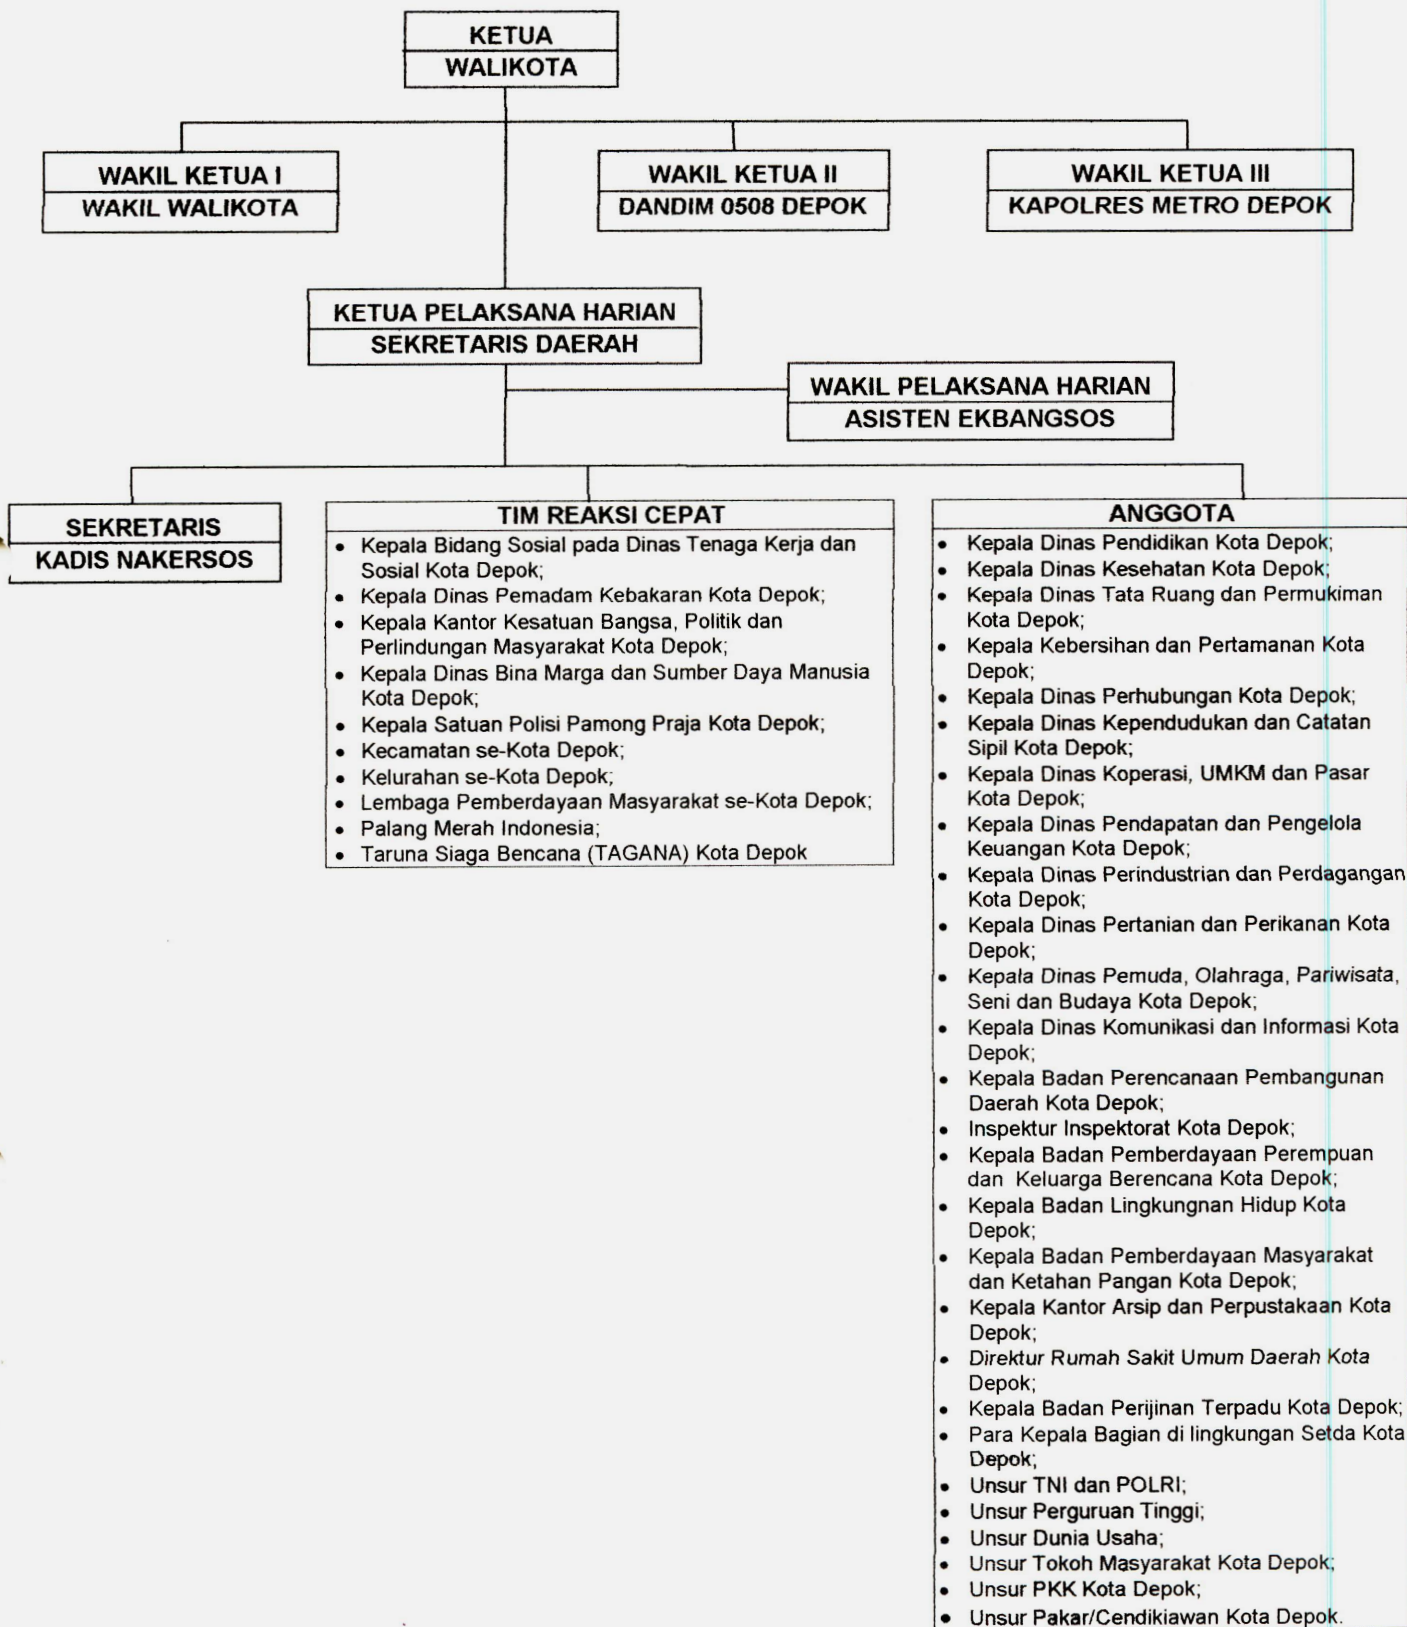 KETUA
WALIKOTA
WAKIL KETUA I
WAKIL WALIKOTA
WAKIL KETUA II
DANDIM 0508 DEPOK
WAKIL KETUA III
KAPOLRES METRO DEPOK
KETUA PELAKSANA HARIAN
SEKRETARIS DAERAH
WAKIL PELAKSANA HARIAN
ASISTEN EKBANGSOS
SEKRETARIS
KADIS NAKERSOS
TIM REAKSI CEPAT
• Kepala Bidang Sosial pada Dinas Tenaga Kerja dan
Sosial Kota Depok;
• Kepala Dinas Pemadam Kebakaran Kota Depok;
• Kepala Kantor Kesatuan Bangsa, Politik dan
Perlindungan Masyarakat Kota Depok;
• Kepala Dinas Bina Marga dan Sumber Daya Manusia
Kota Depok;
• Kepala Satuan Polisi Pamong Praja Kota Depok;
• Kecamatan se-Kota Depok;
• Kelurahan se-Kota Depok;
• Lembaga Pemberdayaan Masyarakat se-Kota Depok;
• Palang Merah Indonesia;
• Taruna Siaga Bencana (TAGANA) Kota Depok
ANGGOTA
• Kepala Dinas Pendidikan Kota Depok;
• Kepala Dinas Kesehatan Kota Depok;
• Kepala Dinas Tata Ruang dan Permukiman
Kota Depok;
• Kepala Kebersihan dan Pertamanan Kota
Depok;
• Kepala Dinas Perhubungan Kota Depok;
• Kepala Dinas Kependudukan dan Catatan
Sipil Kota Depok;
• Kepala Dinas Koperasi, UMKM dan Pasar
Kota Depok;
• Kepala Dinas Pendapatan dan Pengelola
Keuangan Kota Depok;
• Kepala Dinas Perindustrian dan Perdagangan
Kota Depok;
• Kepala Dinas Pertanian dan Perikanan Kota
Depok;
• Kepala Dinas Pemuda, Olahraga, Pariwisata,
Seni dan Budaya Kota Depok;
• Kepala Dinas Komunikasi dan Informasi Kota
Depok;
• Kepala Badan Perencanaan Pembangunan
Daerah Kota Depok;
• Inspektur Inspektorat Kota Depok;
• Kepala Badan Pemberdayaan Perempuan
dan Keluarga Berencana Kota Depok;
• Kepala Badan Lingkungnan Hidup Kota
Depok;
• Kepala Badan Pemberdayaan Masyarakat
dan Ketahan Pangan Kota Depok;
• Kepala Kantor Arsip dan Perpustakaan Kota
Depok;
• Direktur Rumah Sakit Umum Daerah Kota
Depok;
• Kepala Badan Perijinan Terpadu Kota Depok;
• Para Kepala Bagian di lingkungan Setda Kota
Depok;
• Unsur TNI dan POLRI;
• Unsur Perguruan Tinggi;
• Unsur Dunia Usaha;
• Unsur Tokoh Masyarakat Kota Depok;
• Unsur PKK Kota Depok;
• Unsur Pakar/Cendikiawan Kota Depok.